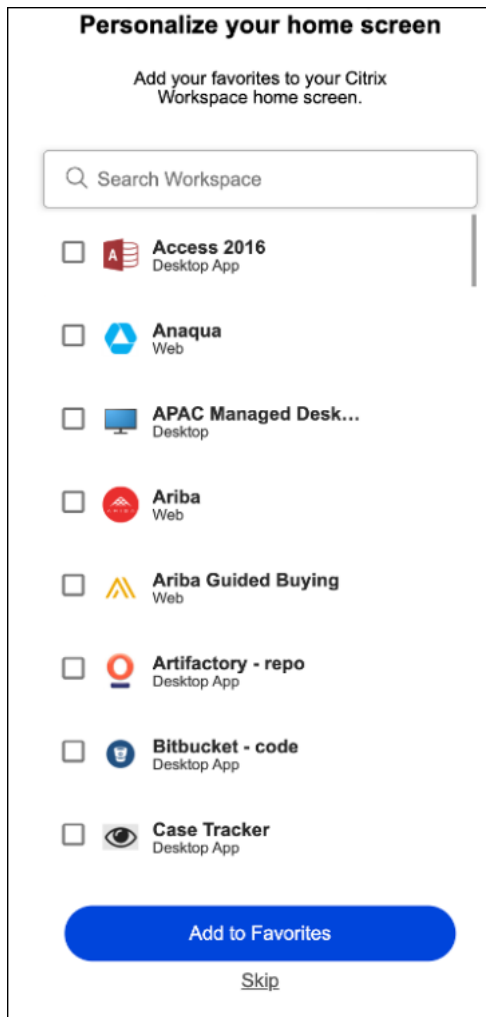 Personalize your home screen
Add your favorites to your Citrix
Workspace home screen.
Search Workspace
A
Access 2016
Desktop App
Anaqua
Web
APAC Managed Desk...
Desktop
Ariba
Web
Ariba Guided Buying
Web
Artifactory - repo
Desktop App
Bitbucket - code
Desktop App
Case Tracker
Desktop App
Add to Favorites
Skip